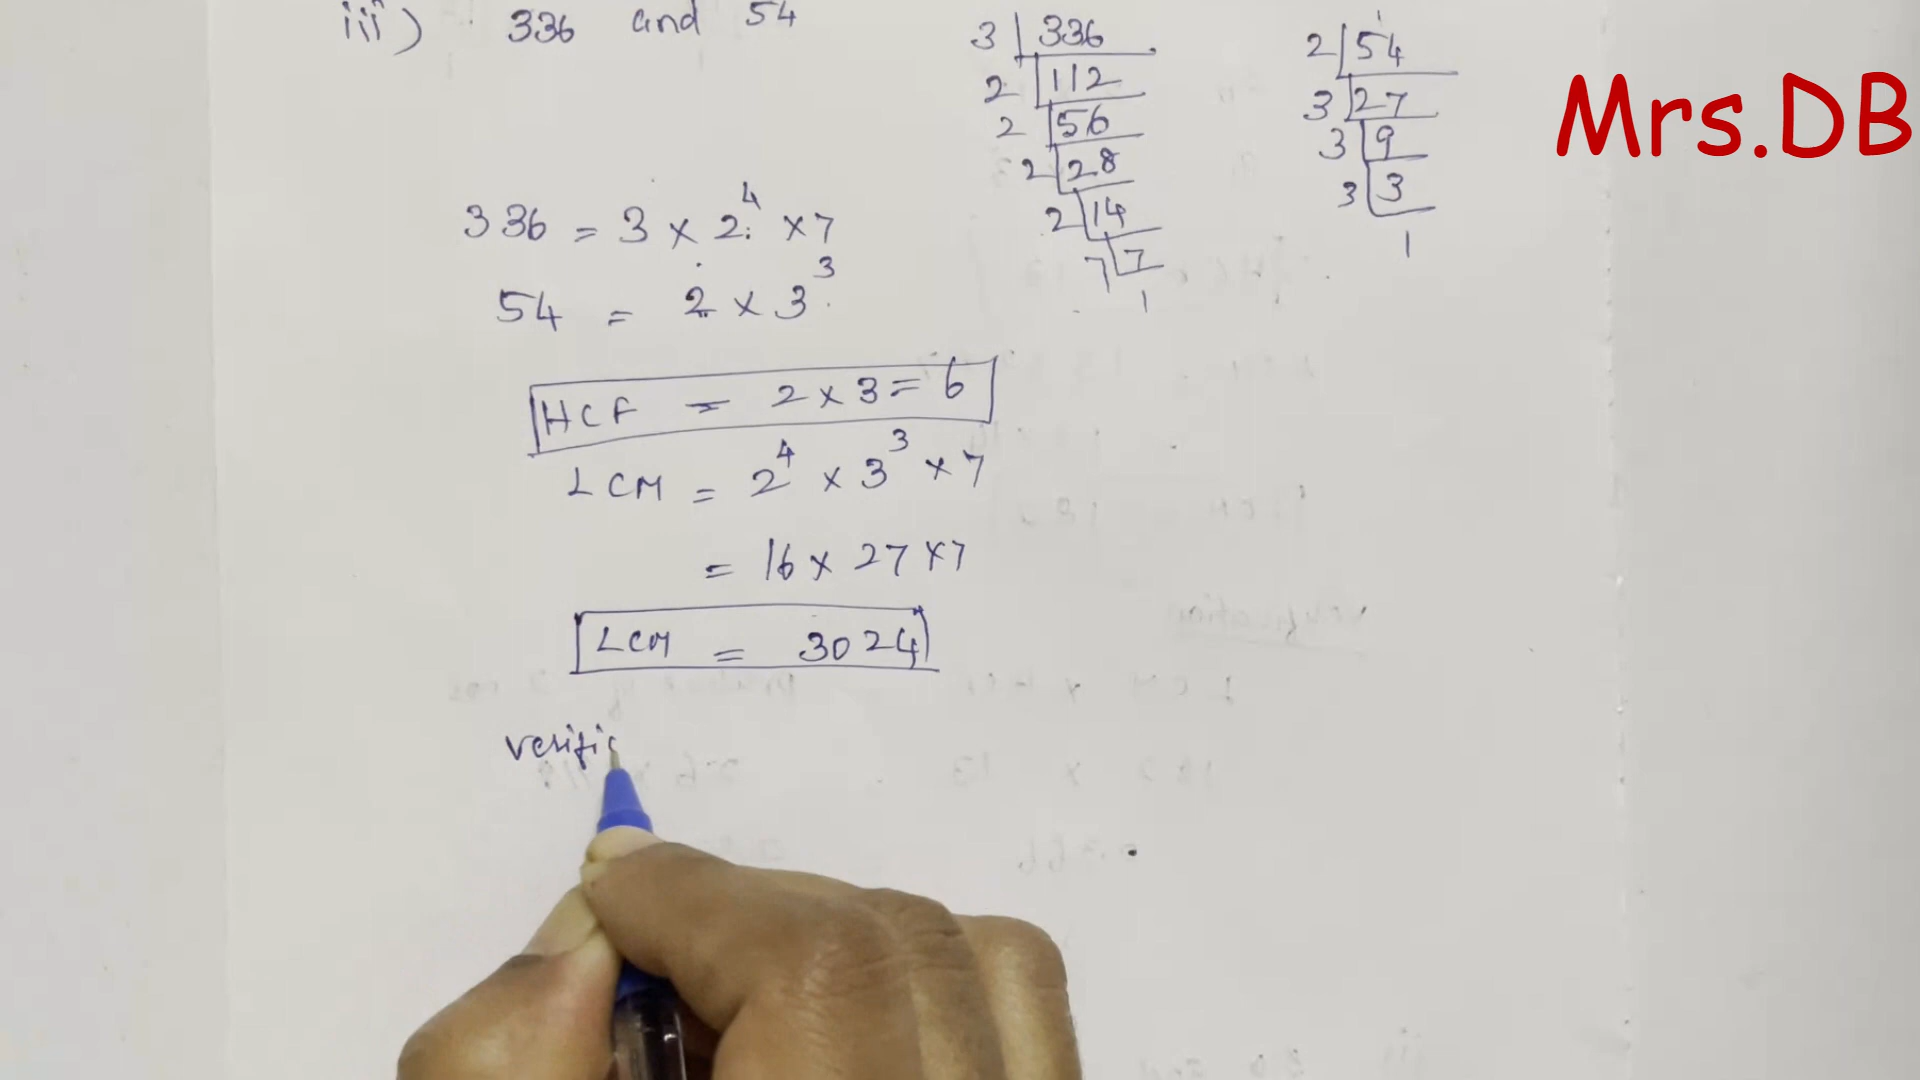 iii) 336 and 54
3 | 336
2 | 112
2 | 56
2 | 28
2 | 14
7 | 7
1
2 | 54
3 | 27
3 | 9
3 | 3
1
Mrs.DB
336 = 3 × 2⁴ × 7
54 = 2 × 3³
HCF = 2 × 3 = 6
LCM = 2⁴ × 3³ × 7
= 16 × 27 × 7
LCM = 3024
verific